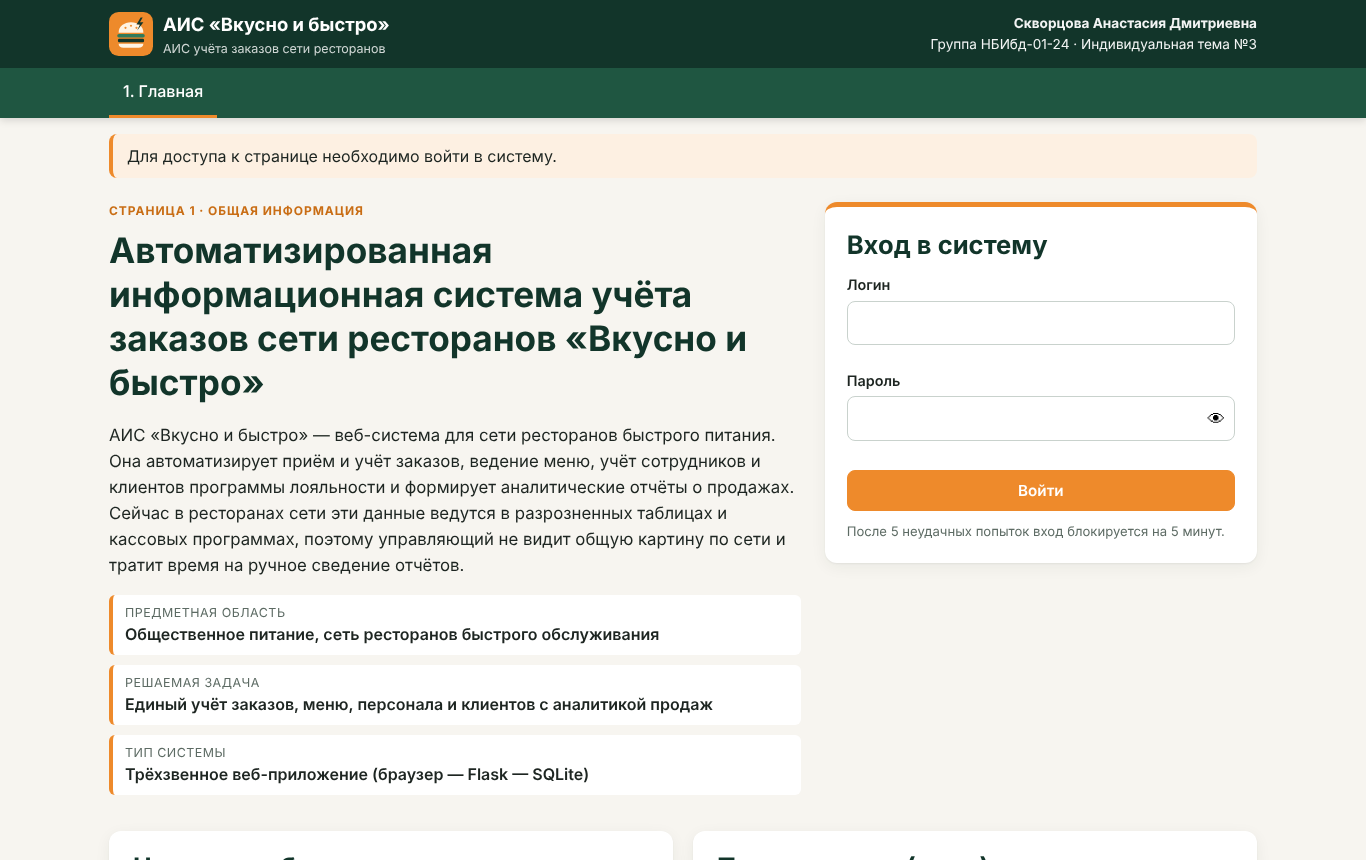 АИС «Вкусно и быстро»
АИС учёта заказов сети ресторанов
Скворцова Анастасия Дмитриевна
Группа НБИбд-01-24 · Индивидуальная тема №3
1. Главная
Для доступа к странице необходимо войти в систему.
СТРАНИЦА 1 · ОБЩАЯ ИНФОРМАЦИЯ
Автоматизированная
информационная система учёта
заказов сети ресторанов «Вкусно и
быстро»
АИС «Вкусно и быстро» — веб-система для сети ресторанов быстрого питания.
Она автоматизирует приём и учёт заказов, ведение меню, учёт сотрудников и
клиентов программы лояльности и формирует аналитические отчёты о продажах.
Сейчас в ресторанах сети эти данные ведутся в разрозненных таблицах и
кассовых программах, поэтому управляющий не видит общую картину по сети и
тратит время на ручное сведение отчётов.
ПРЕДМЕТНАЯ ОБЛАСТЬ
Общественное питание, сеть ресторанов быстрого обслуживания
РЕШАЕМАЯ ЗАДАЧА
Единый учёт заказов, меню, персонала и клиентов с аналитикой продаж
ТИП СИСТЕМЫ
Трёхзвенное веб-приложение (браузер — Flask — SQLite)
Вход в систему
Логин
Пароль
Войти
После 5 неудачных попыток вход блокируется на 5 минут.